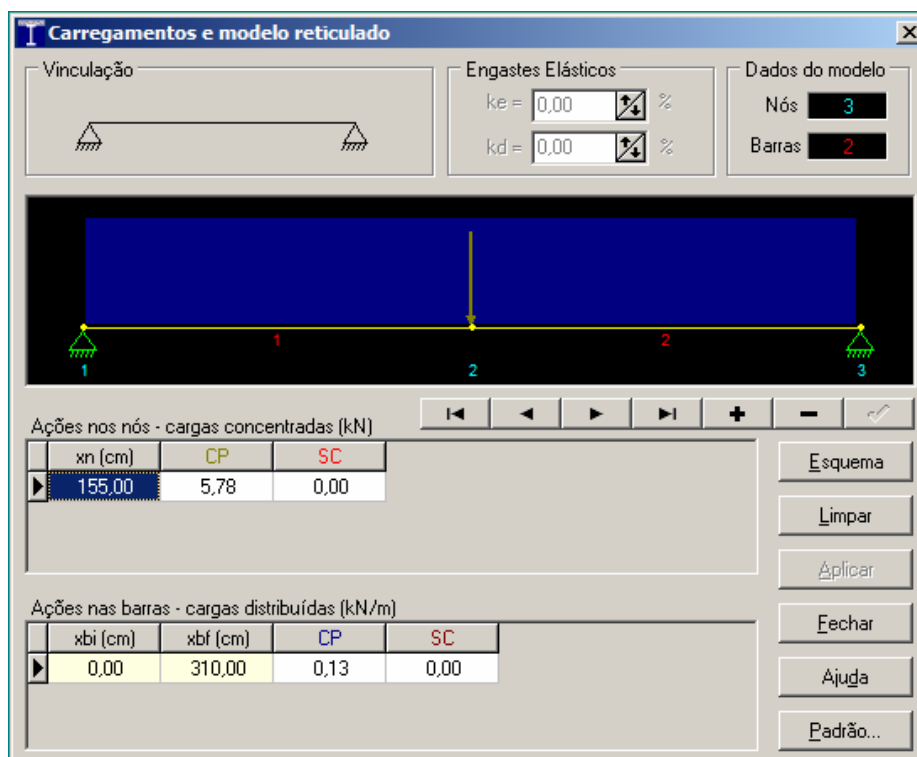 Carregamentos e modelo reticulado
Vinculação
Engastes Elásticos
ke = 0,00 %
kd = 0,00 %
Dados do modelo
Nós 3
Barras 2
1 2
1 2 3
Ações nos nós - cargas concentradas (kN)
xn (cm) CP SC
155,00 5,78 0,00
Ações nas barras - cargas distribuídas (kN/m)
xbi (cm) xbf (cm) CP SC
0,00 310,00 0,13 0,00
Esquema
Limpar
Aplicar
Fechar
Ajuda
Padrão...